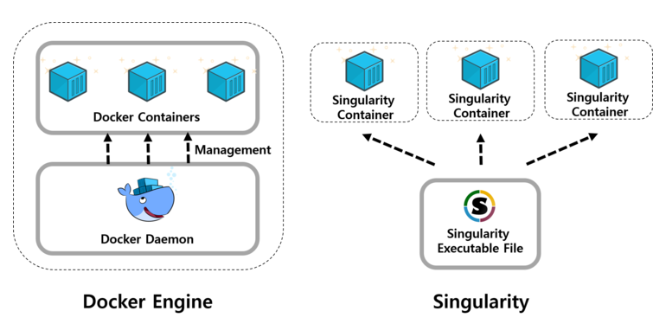 Docker Containers
Management
Docker Daemon
Docker Engine
Singularity
Container
Singularity
Container
Singularity
Container
S
Singularity
Executable File
Singularity